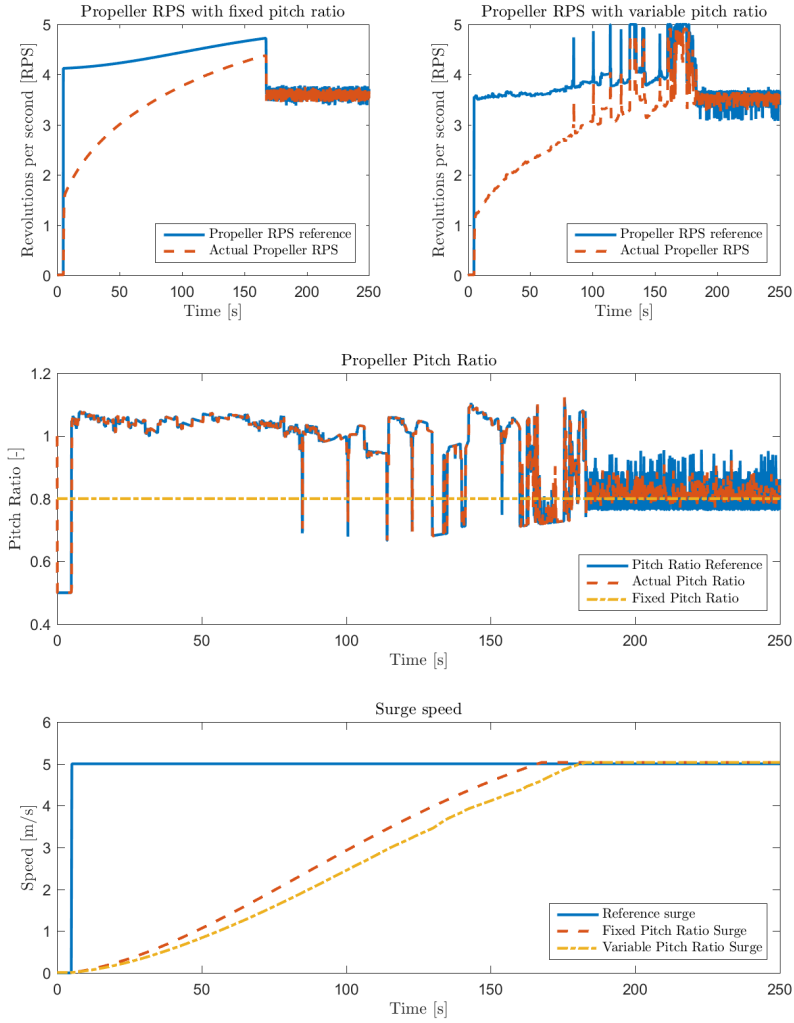 Propeller RPS with fixed pitch ratio
5
4
3
2
1
0
Revolutions per second [RPS]
Propeller RPS reference
Actual Propeller RPS
0 50 100 150 200 250
Time [s]
Propeller RPS with variable pitch ratio
5
4
3
2
1
0
Revolutions per second [RPS]
Propeller RPS reference
Actual Propeller RPS
0 50 100 150 200 250
Time [s]
Propeller Pitch Ratio
1.2
1
0.8
0.6
0.4
Pitch Ratio [-]
Pitch Ratio Reference
Actual Pitch Ratio
Fixed Pitch Ratio
0 50 100 150 200 250
Time [s]
Surge speed
6
5
4
3
2
1
0
Speed [m/s]
Reference surge
Fixed Pitch Ratio Surge
Variable Pitch Ratio Surge
0 50 100 150 200 250
Time [s]